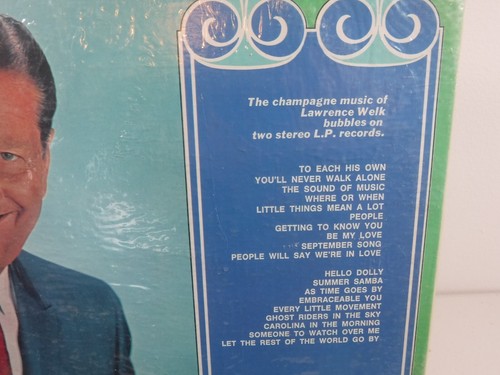 The champagne music of
Lawrence Welk
bubbles on
two stereo L.P. records.
TO EACH HIS OWN
YOU'LL NEVER WALK ALONE
THE SOUND OF MUSIC
WHERE OR WHEN
LITTLE THINGS MEAN A LOT
PEOPLE
GETTING TO KNOW YOU
BE MY LOVE
SEPTEMBER SONG
PEOPLE WILL SAY WE'RE IN LOVE
HELLO DOLLY
SUMMER SAMBA
AS TIME GOES BY
EMBRACEABLE YOU
EVERY LITTLE MOVEMENT
GHOST RIDERS IN THE SKY
CAROLINA IN THE MORNING
SOMEONE TO WATCH OVER ME
LET THE REST OF THE WORLD GO BY